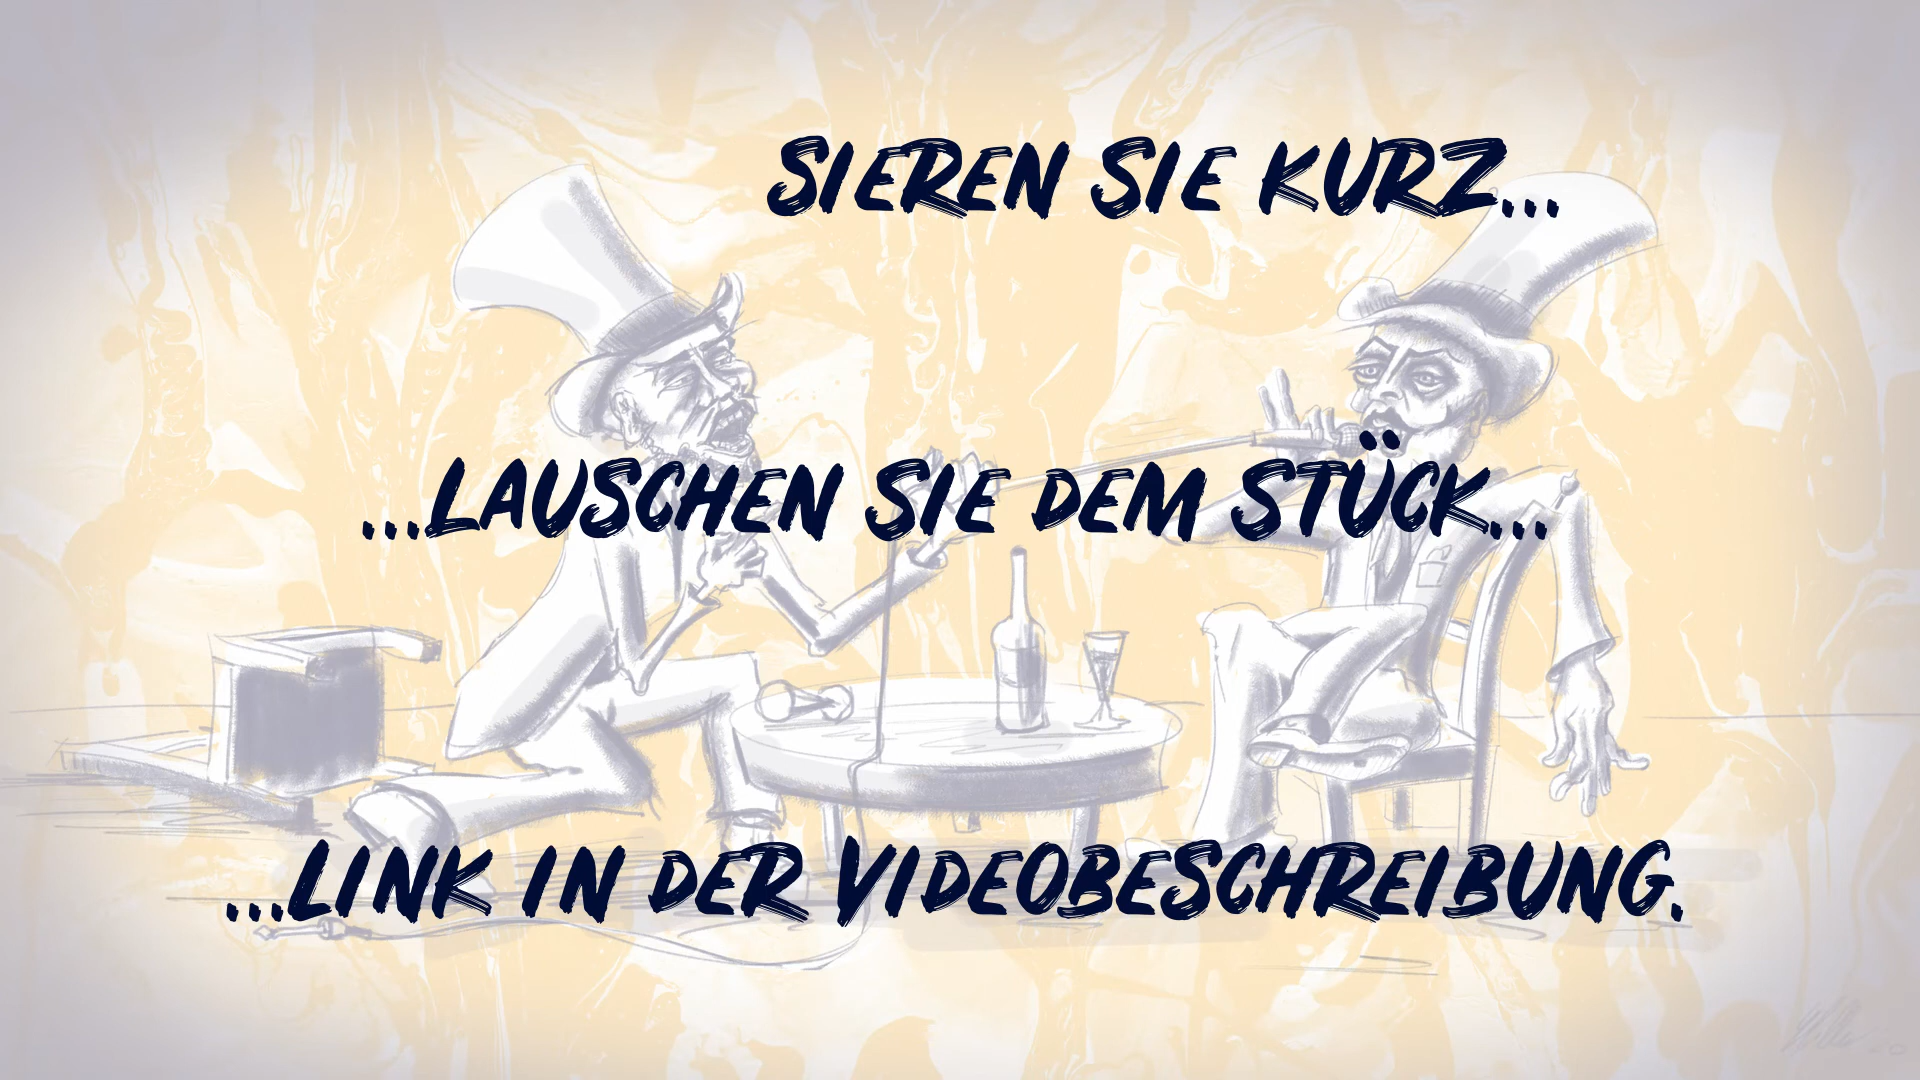 SIEREN SIE KURZ...
...LAUSCHEN SIE DEM STÜCK...
...LINK IN DER VIDEOBESCHREIBUNG.